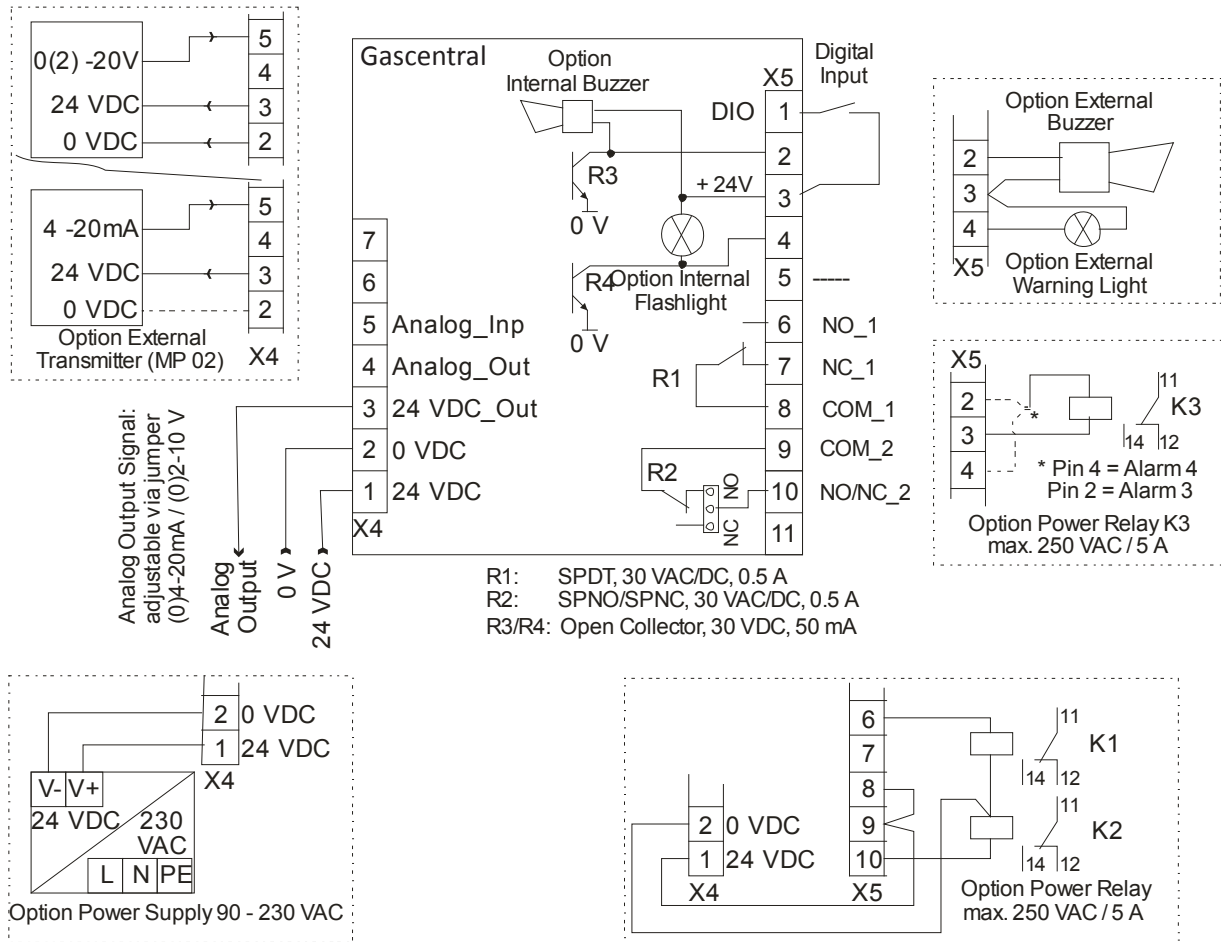 0(2) -20V
24 VDC
0 VDC
5
4
3
2
4 -20mA
24 VDC
0 VDC
5
4
3
2
Option External
Transmitter (MP 02)
X4
Gascentral
Option
Internal Buzzer
X5
Digital
Input
DIO
1
2
3
4
5
6
7
8
9
10
11
R3
+ 24V
0 V
R4
Option Internal
Flashlight
0 V
-----
NO_1
NC_1
COM_1
COM_2
NO/NC_2
R1
R2
NO
NC
7
6
5 Analog_Inp
4 Analog_Out
3 24 VDC_Out
2 0 VDC
1 24 VDC
X4
Analog Output Signal:
adjustable via jumper
(0)4-20mA / (0)2-10 V
Analog
Output
0 V
24 VDC
R1: SPDT, 30 VAC/DC, 0.5 A
R2: SPNO/SPNC, 30 VAC/DC, 0.5 A
R3/R4: Open Collector, 30 VDC, 50 mA
Option External
Buzzer
2
3
4
X5
Option External
Warning Light
X5
2
3
4
*
11
K3
14 12
* Pin 4 = Alarm 4
Pin 2 = Alarm 3
Option Power Relay K3
max. 250 VAC / 5 A
2 0 VDC
1 24 VDC
X4
V- V+
24 VDC
230
VAC
L N PE
Option Power Supply 90 - 230 VAC
6
7
8
9
10
X5
2 0 VDC
1 24 VDC
X4
11
K1
14 12
11
K2
14 12
Option Power Relay
max. 250 VAC / 5 A